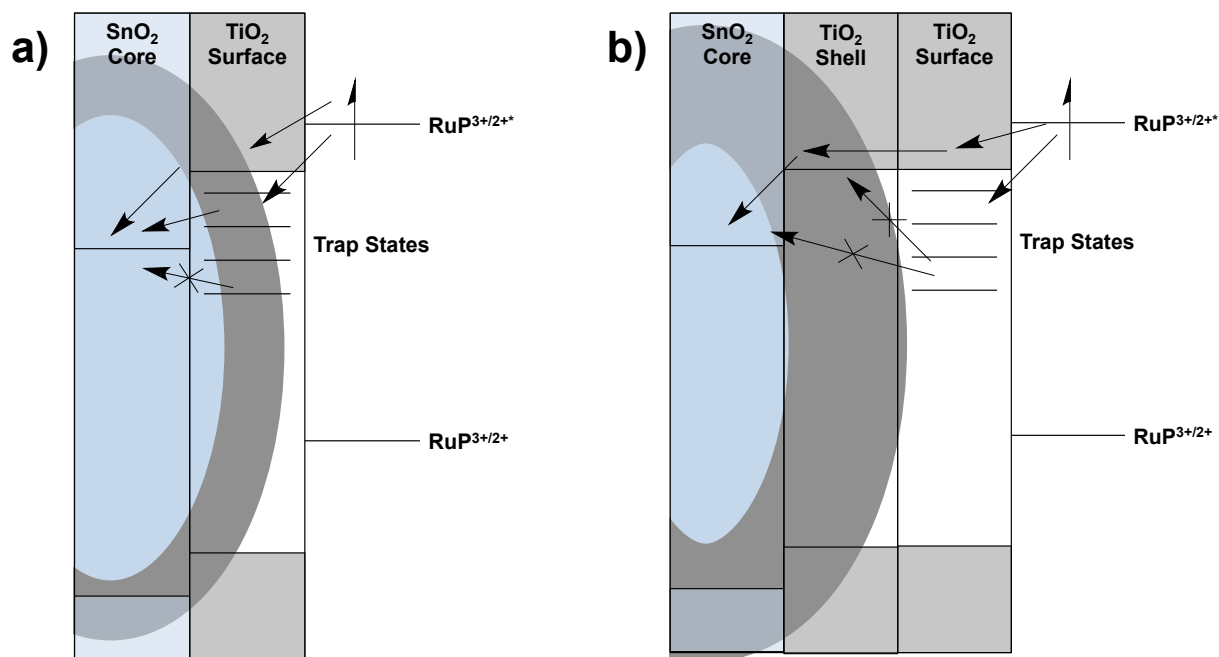 a)
SnO₂
Core
TiO₂
Surface
RuP³⁺/²⁺*
Trap States
RuP³⁺/²⁺
b)
SnO₂
Core
TiO₂
Shell
TiO₂
Surface
RuP³⁺/²⁺*
Trap States
RuP³⁺/²⁺